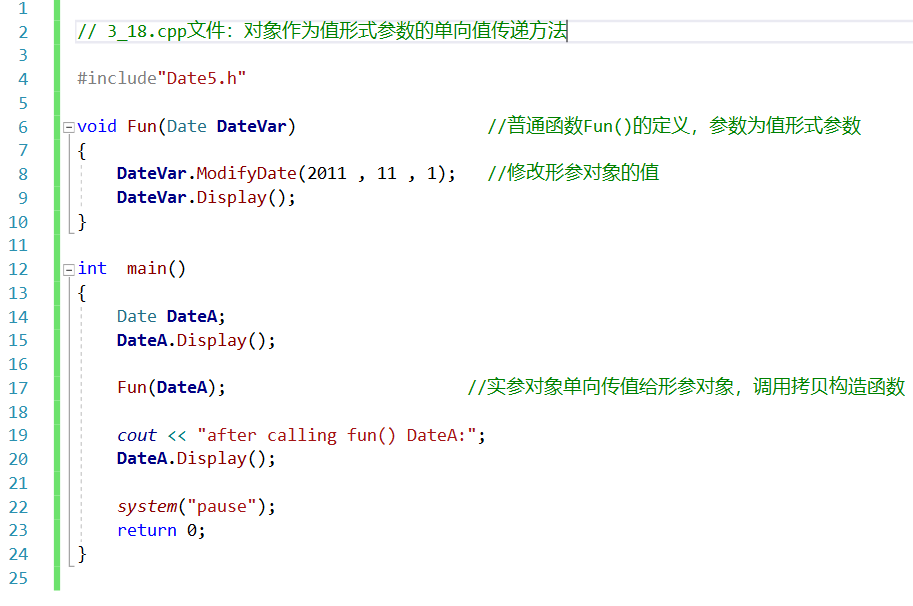 1
2 // 3_18.cpp文件：对象作为值形式参数的单向值传递方法
3
4 #include"Date5.h"
5
6 void Fun(Date DateVar) //普通函数Fun()的定义，参数为值形式参数
7 {
8 DateVar.ModifyDate(2011 , 11 , 1); //修改形参对象的值
9 DateVar.Display();
10 }
11
12 int main()
13 {
14 Date DateA;
15 DateA.Display();
16
17 Fun(DateA); //实参对象单向传值给形参对象，调用拷贝构造函数
18
19 cout << "after calling fun() DateA:";
20 DateA.Display();
21
22 system("pause");
23 return 0;
24 }
25